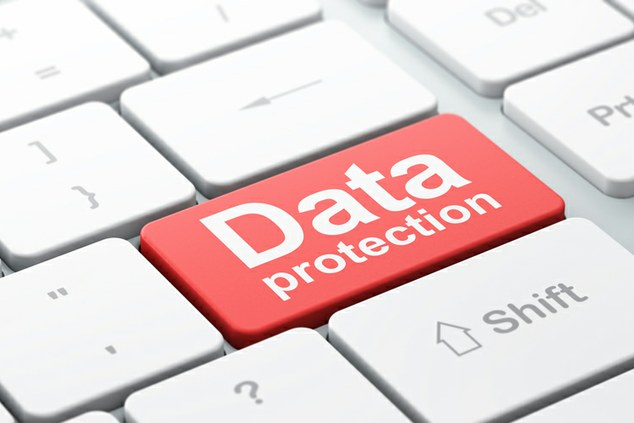 +
=
Del
]
}
Data
protection
"
'
Shift
?